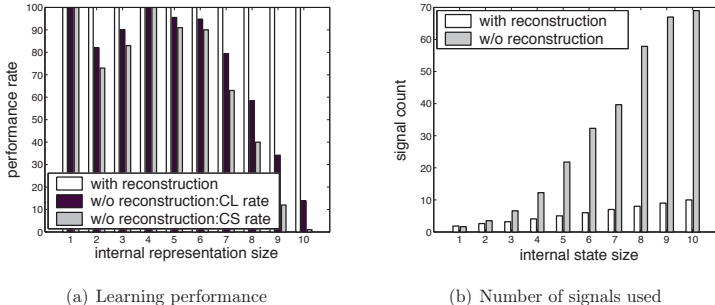 100
90
80
70
60
50
40
30
20
10
0
performance rate
with reconstruction
w/o reconstruction:CL rate
w/o reconstruction:CS rate
1 2 3 4 5 6 7 8 9 10
internal representation size
(a) Learning performance
70
60
50
40
30
20
10
0
signal count
with reconstruction
w/o reconstruction
1 2 3 4 5 6 7 8 9 10
internal state size
(b) Number of signals used